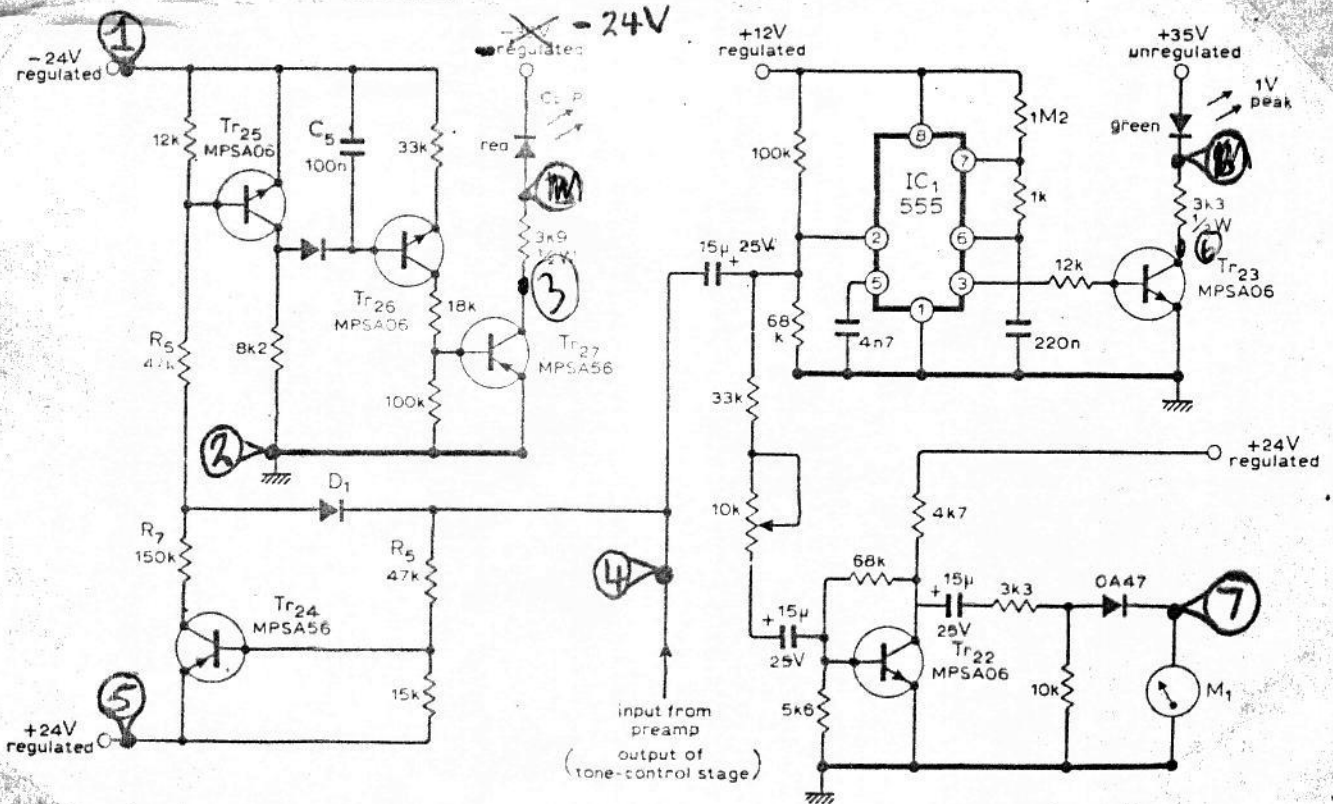 1
-24V
regulated
12k
Tr25
MPSA06
C5
100n
33k
- 24V
regulated
red
3k9
3
Tr26
MPSA06
18k
Tr27
MPSA56
R5
47k
8k2
100k
2
D1
R7
150k
R5
47k
Tr24
MPSA56
15k
5
+24V
regulated
4
input from
preamp
(output of
tone-control stage)
+12V
regulated
100k
8
1M2
7
IC1
555
1k
15µ
+ 25V
2
6
5
3
1
68
k
4n7
12k
220n
+35V
unregulated
1V
peak
green
3k3
½W
6
Tr23
MPSA06
33k
10k
+24V
regulated
4k7
68k
+ 15µ
25V
+ 15µ
25V
3k3
OA47
7
Tr22
MPSA06
5k6
10k
M1